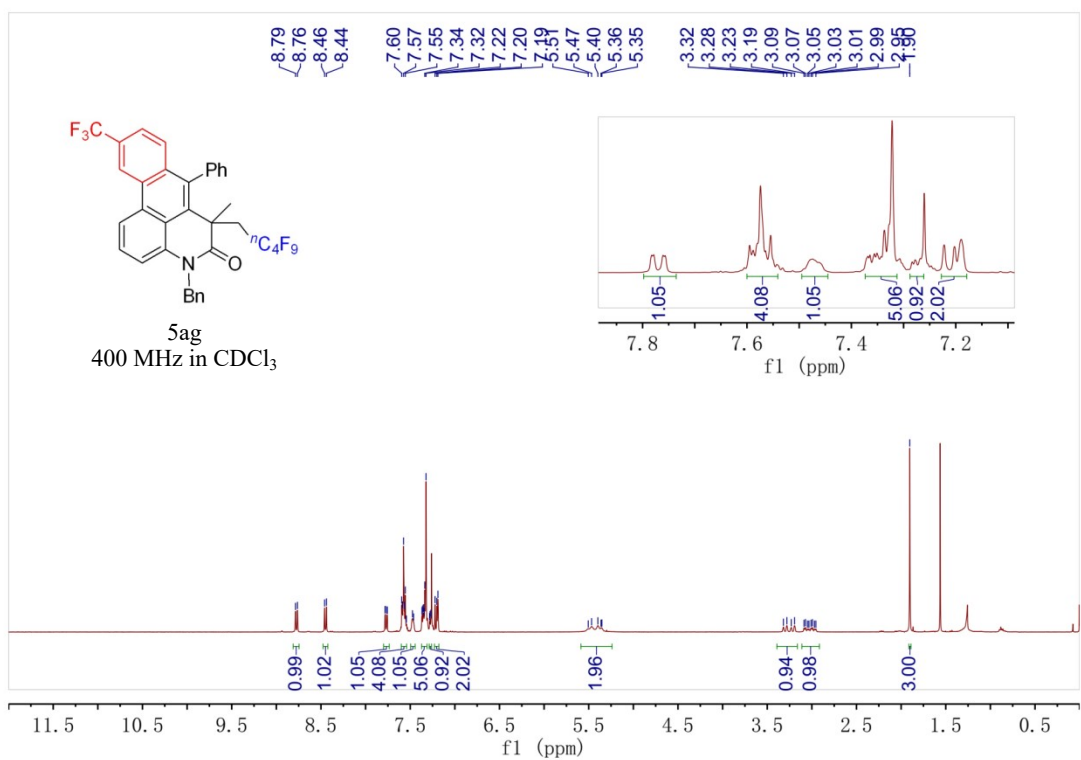 8.79 8.76 8.46 8.44 7.60 7.57 7.55 7.34 7.32 7.22 7.20 7.19 5.51 5.47 5.40 5.36 5.35 3.32 3.28 3.23 3.19 3.09 3.07 3.05 3.03 3.01 2.99 2.95 1.90
F3C
Ph
nC4F9
N
O
Bn
5ag
400 MHz in CDCl3
1.05 4.08 1.05 5.06 0.92 2.02
7.8 7.6 7.4 7.2
f1 (ppm)
0.99 1.02 1.05 4.08 1.05 5.06 0.92 2.02 1.96 0.94 0.98 3.00
11.5 10.5 9.5 8.5 7.5 6.5 5.5 4.5 3.5 2.5 1.5 0.5
f1 (ppm)